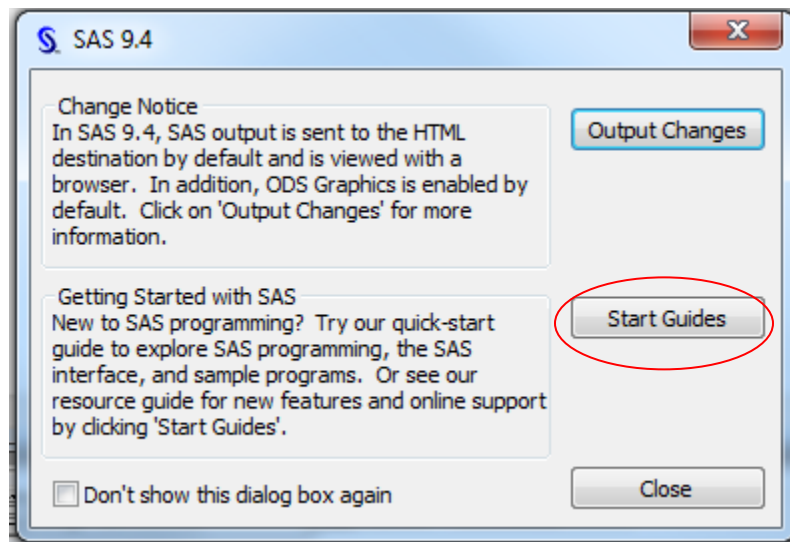 SAS 9.4
Change Notice
In SAS 9.4, SAS output is sent to the HTML
destination by default and is viewed with a
browser.  In addition, ODS Graphics is enabled by
default.  Click on 'Output Changes' for more
information.
Output Changes
Getting Started with SAS
New to SAS programming?  Try our quick-start
guide to explore SAS programming, the SAS
interface, and sample programs.  Or see our
resource guide for new features and online support
by clicking 'Start Guides'.
Start Guides
Don't show this dialog box again
Close